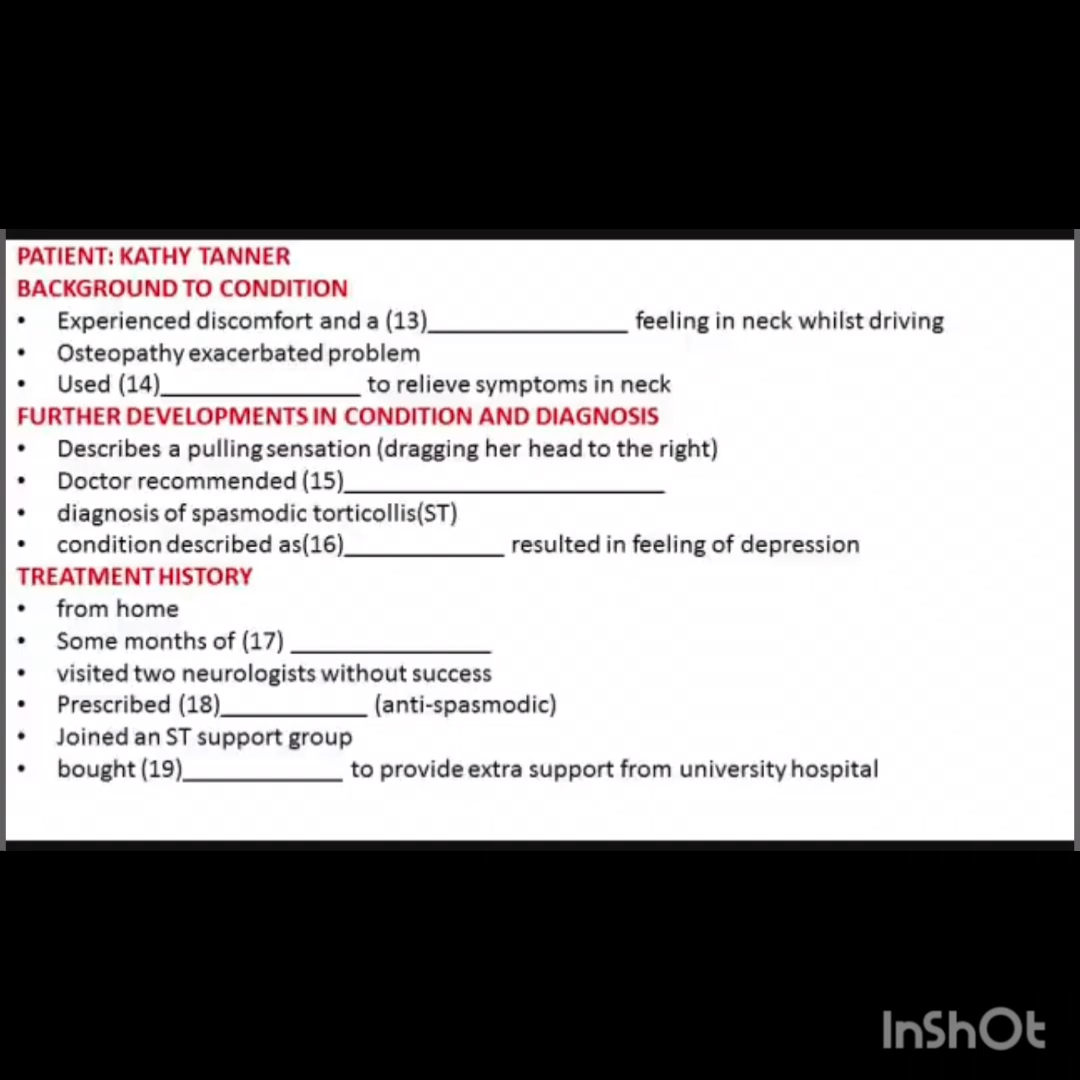 PATIENT: KATHY TANNER
BACKGROUND TO CONDITION
• Experienced discomfort and a (13)_______________ feeling in neck whilst driving
• Osteopathy exacerbated problem
• Used (14)_______________ to relieve symptoms in neck
FURTHER DEVELOPMENTS IN CONDITION AND DIAGNOSIS
• Describes a pulling sensation (dragging her head to the right)
• Doctor recommended (15)________________________
• diagnosis of spasmodic torticollis(ST)
• condition described as(16)____________ resulted in feeling of depression
TREATMENT HISTORY
• from home
• Some months of (17) _______________
• visited two neurologists without success
• Prescribed (18)___________ (anti-spasmodic)
• Joined an ST support group
• bought (19)____________ to provide extra support from university hospital
InShOt